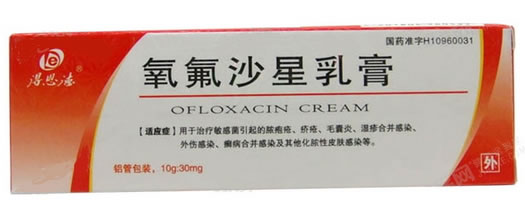 国药准字H10960031
得恩德®
氧氟沙星乳膏
OFLOXACIN CREAM
【适应症】用于治疗敏感菌引起的脓疱疮、疥疮、毛囊炎、湿疹合并感染、
外伤感染、癣病合并感染及其他化脓性皮肤感染等。
铝管包装，10g:30mg
外